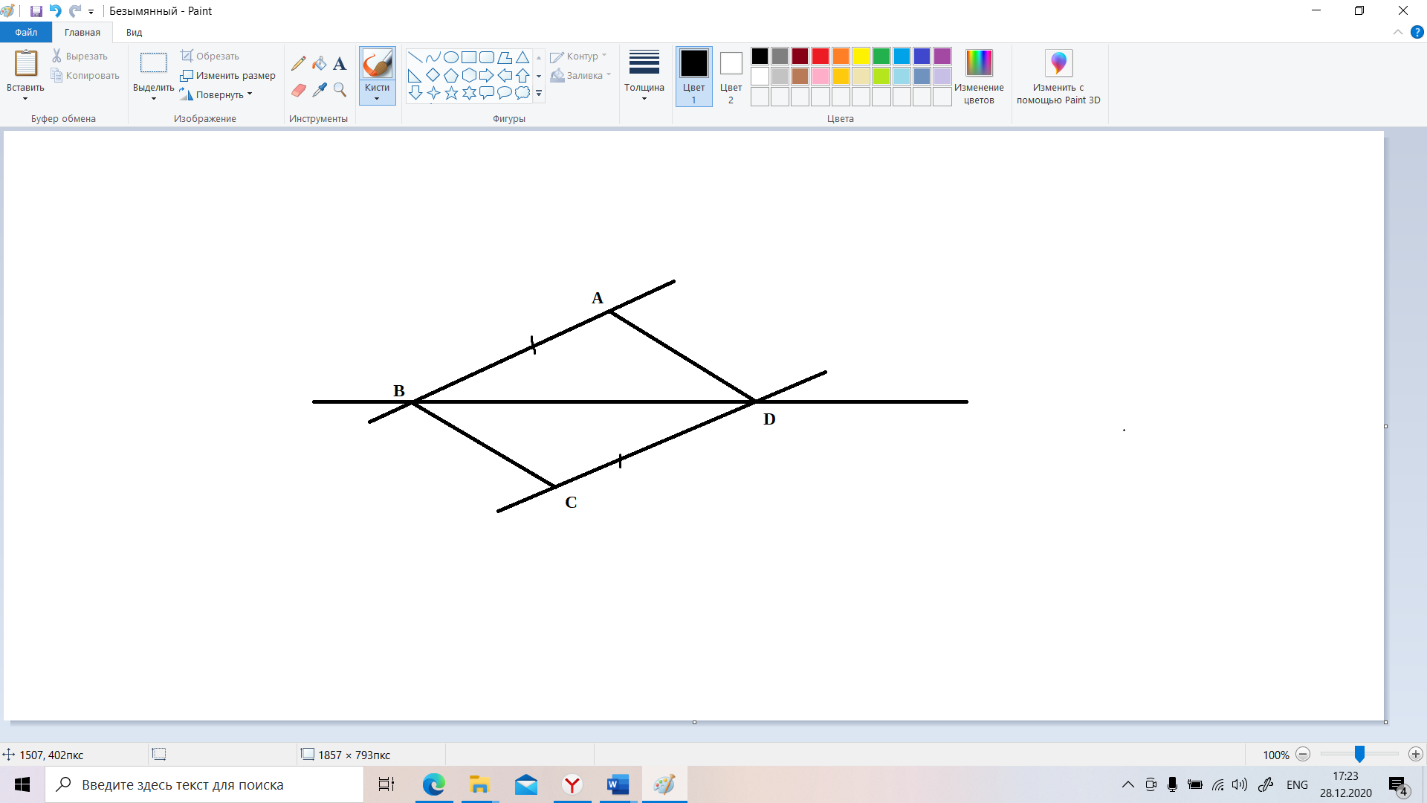 Безымянный - Paint
Файл
Главная
Вид
Вставить
Вырезать
Копировать
Буфер обмена
Выделить
Обрезать
Изменить размер
Повернуть
Изображение
A
Инструменты
Кисти
Контур
Заливка
Фигуры
Толщина
Цвет
1
Цвет
2
Изменение
цветов
Цвета
Изменить с
помощью Paint 3D
A
B
D
C
1507, 402пкс
1857 × 793пкс
100%
Введите здесь текст для поиска
ENG
17:23
28.12.2020
4